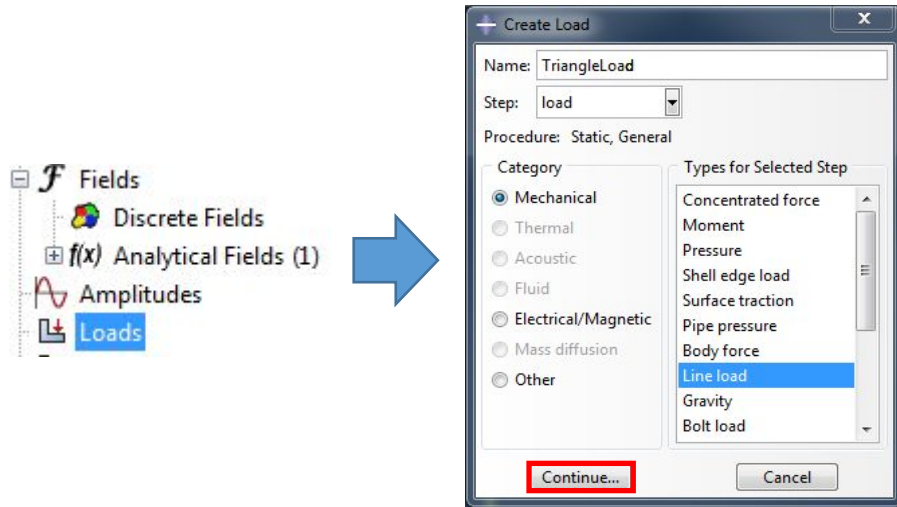 Fields
Discrete Fields
f(x) Analytical Fields (1)
Amplitudes
Loads
Create Load
Name: TriangleLoad
Step: load
Procedure: Static, General
Category
Mechanical
Thermal
Acoustic
Fluid
Electrical/Magnetic
Mass diffusion
Other
Types for Selected Step
Concentrated force
Moment
Pressure
Shell edge load
Surface traction
Pipe pressure
Body force
Line load
Gravity
Bolt load
Continue...
Cancel